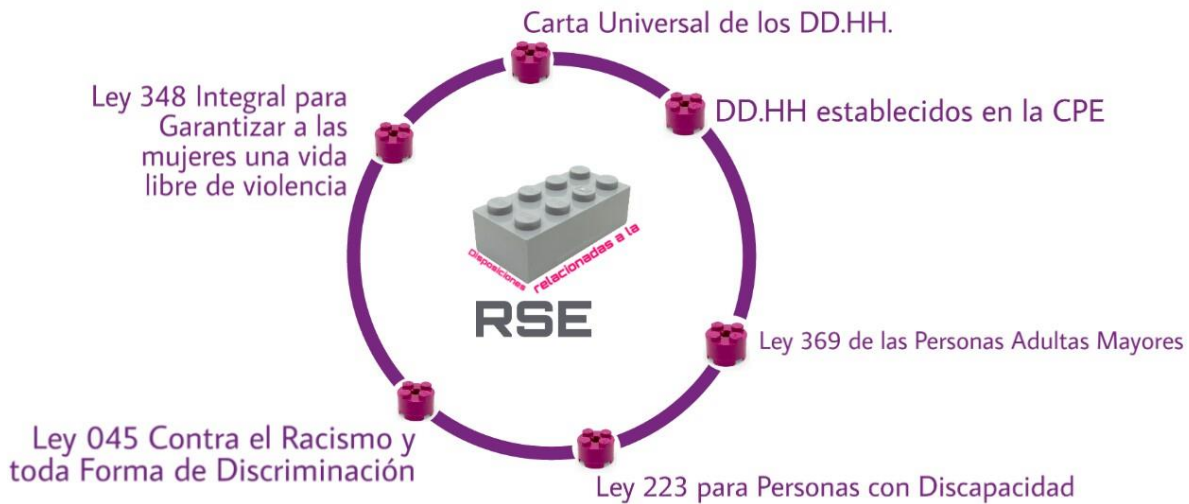 Carta Universal de los DD.HH.
DD.HH establecidos en la CPE
Ley 348 Integral para
Garantizar a las
mujeres una vida
libre de violencia
Disposiciones
relacionadas a la
RSE
Ley 369 de las Personas Adultas Mayores
Ley 045 Contra el Racismo y
toda Forma de Discriminación
Ley 223 para Personas con Discapacidad